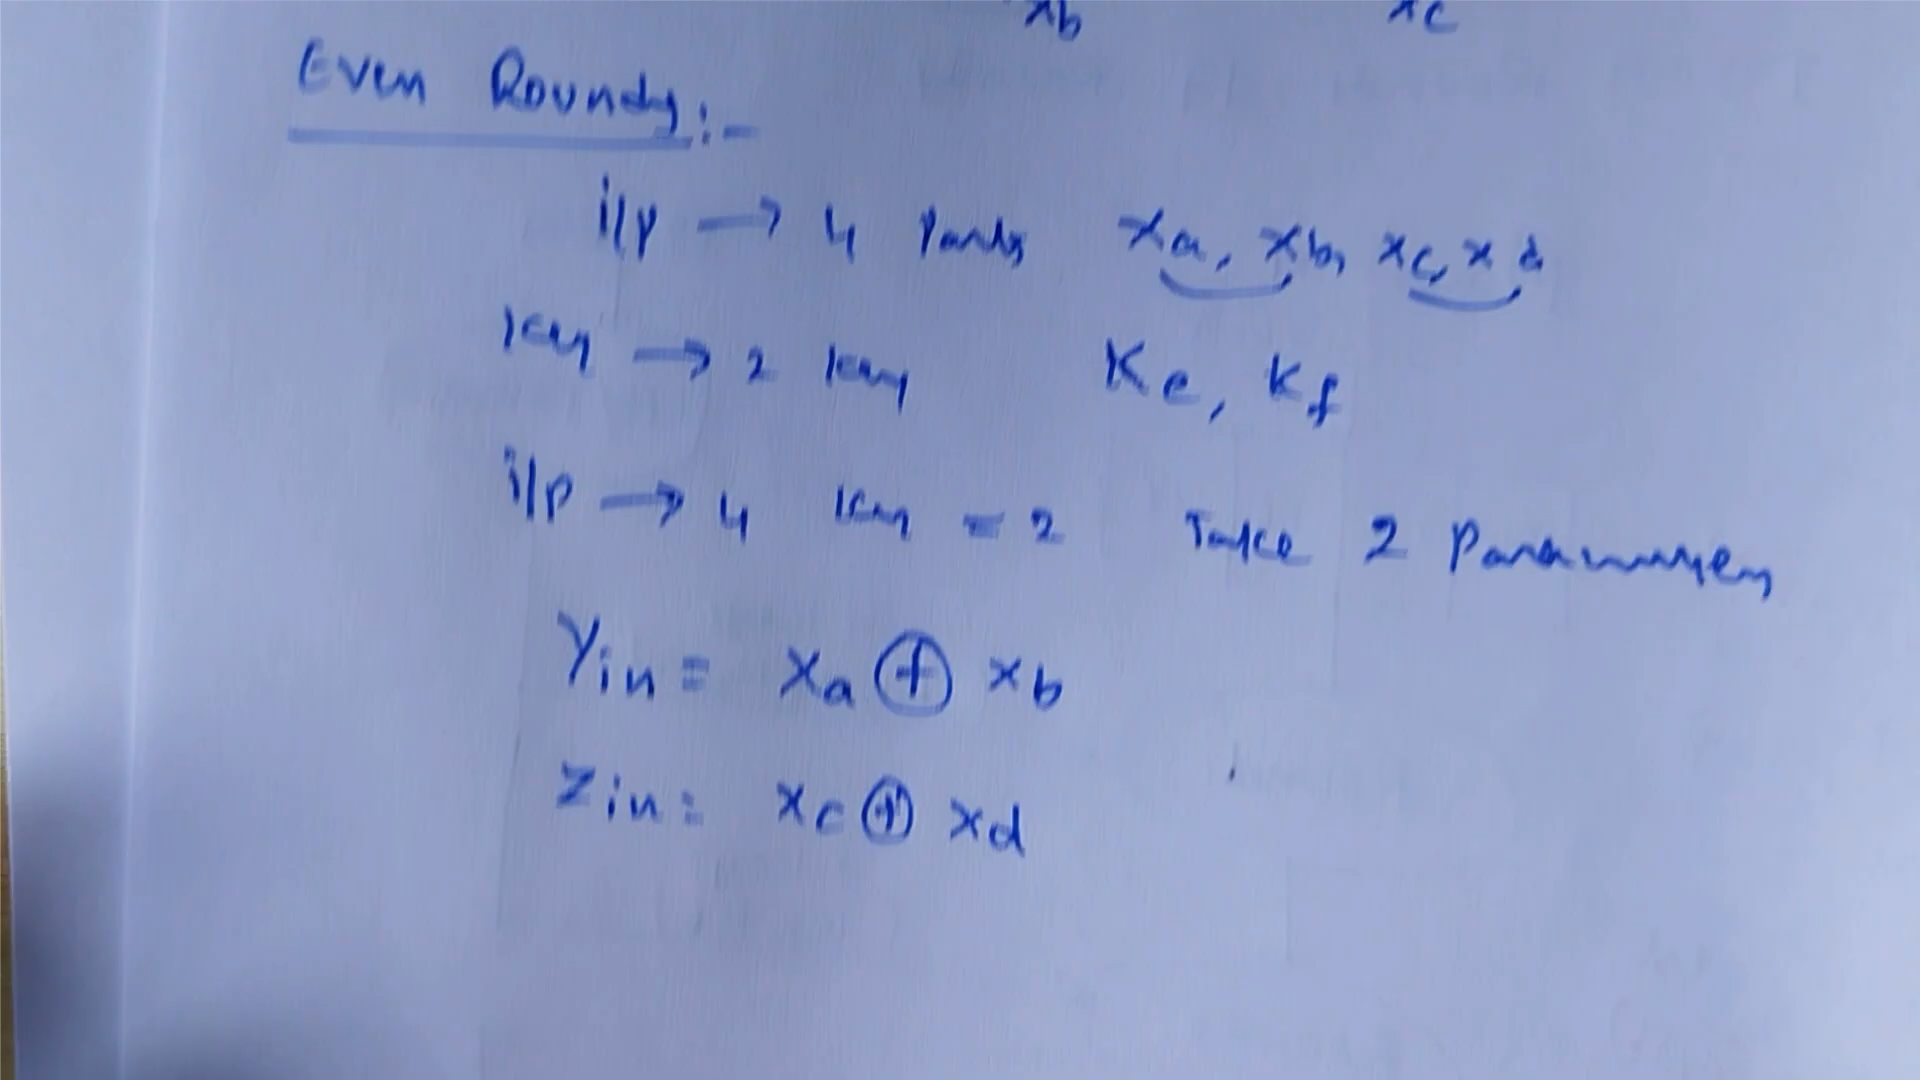 xb xc
Even Rounds:-
i/p → 4 Parts xa, xb, xc, xd
Key → 2 key Ke, Kf
i/p → 4 key = 2 Take 2 Parameters
Yin = xa ⊕ xb
Zin = xc ⊕ xd